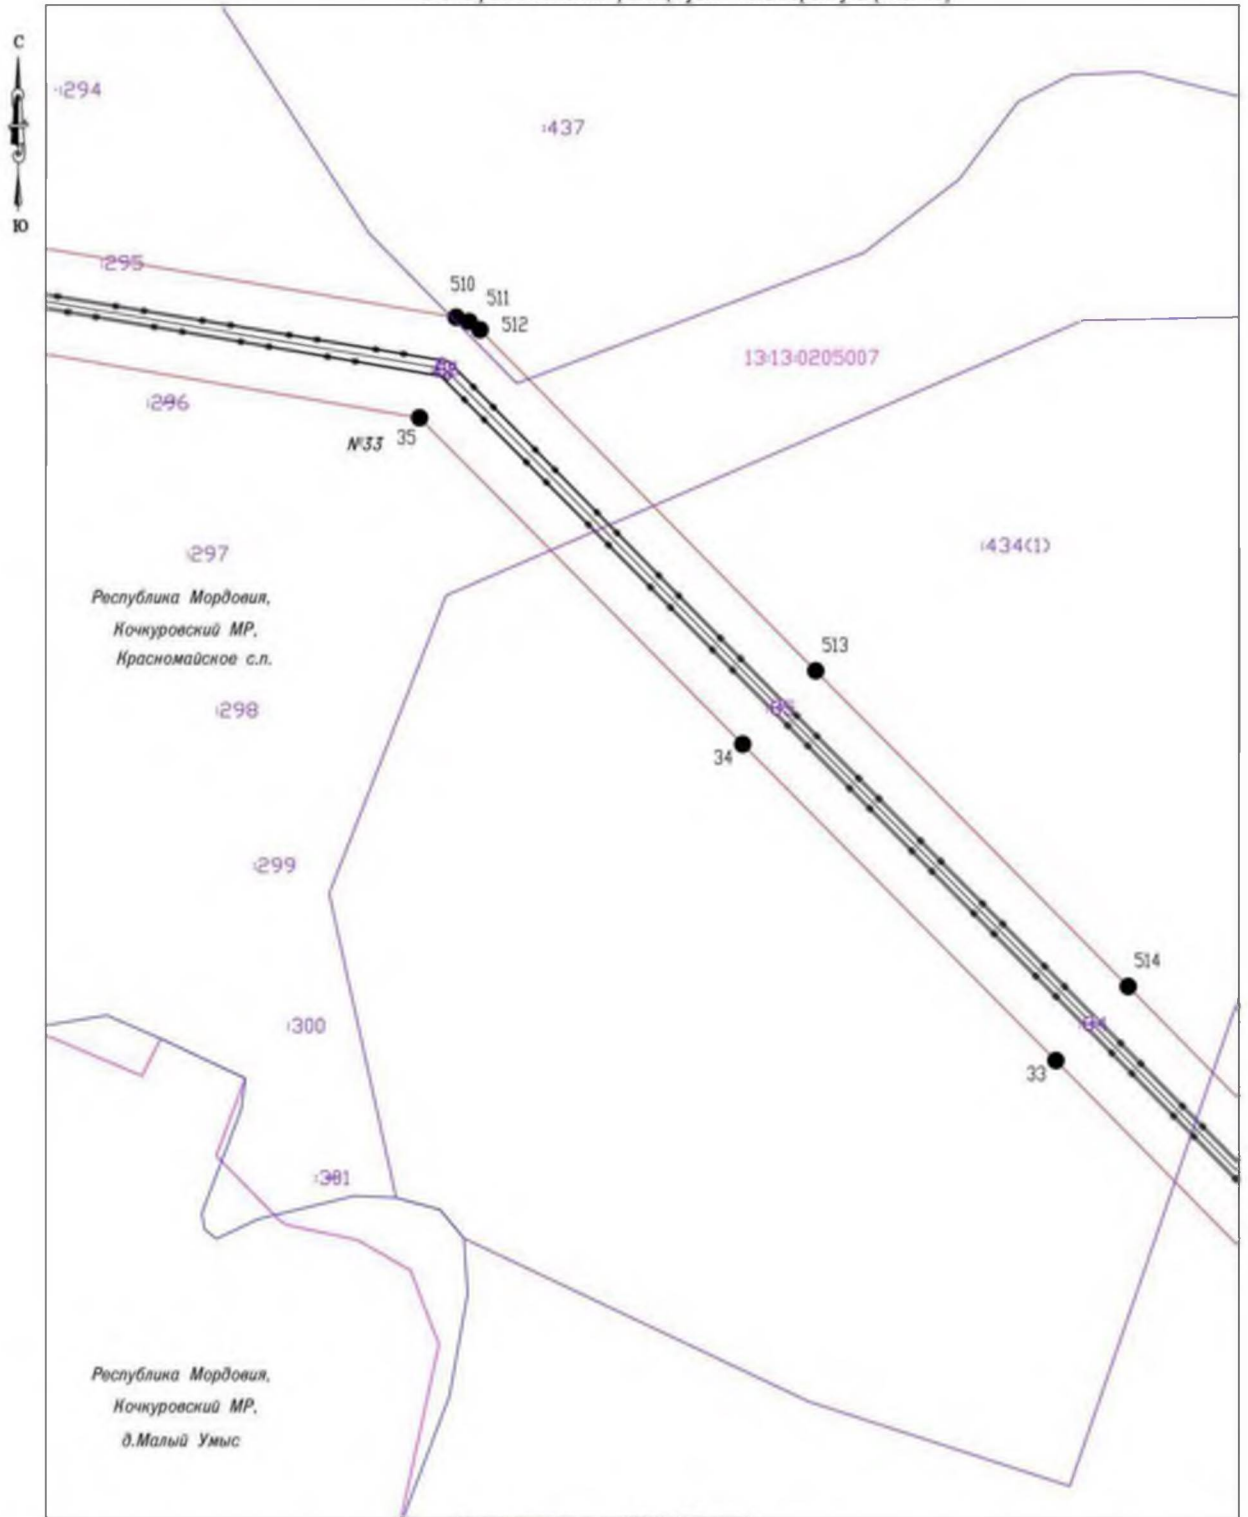 С
:294
:437
Ю
:295
510
511
512
13:13:0205007
:296
№33 35
:434(1)
:297
Республика Мордовия,
Кочкуровский МР,
Красномайское с.п.
513
:298
34
:299
514
:300
33
:301
Республика Мордовия,
Кочкуровский МР,
д.Малый Умыс